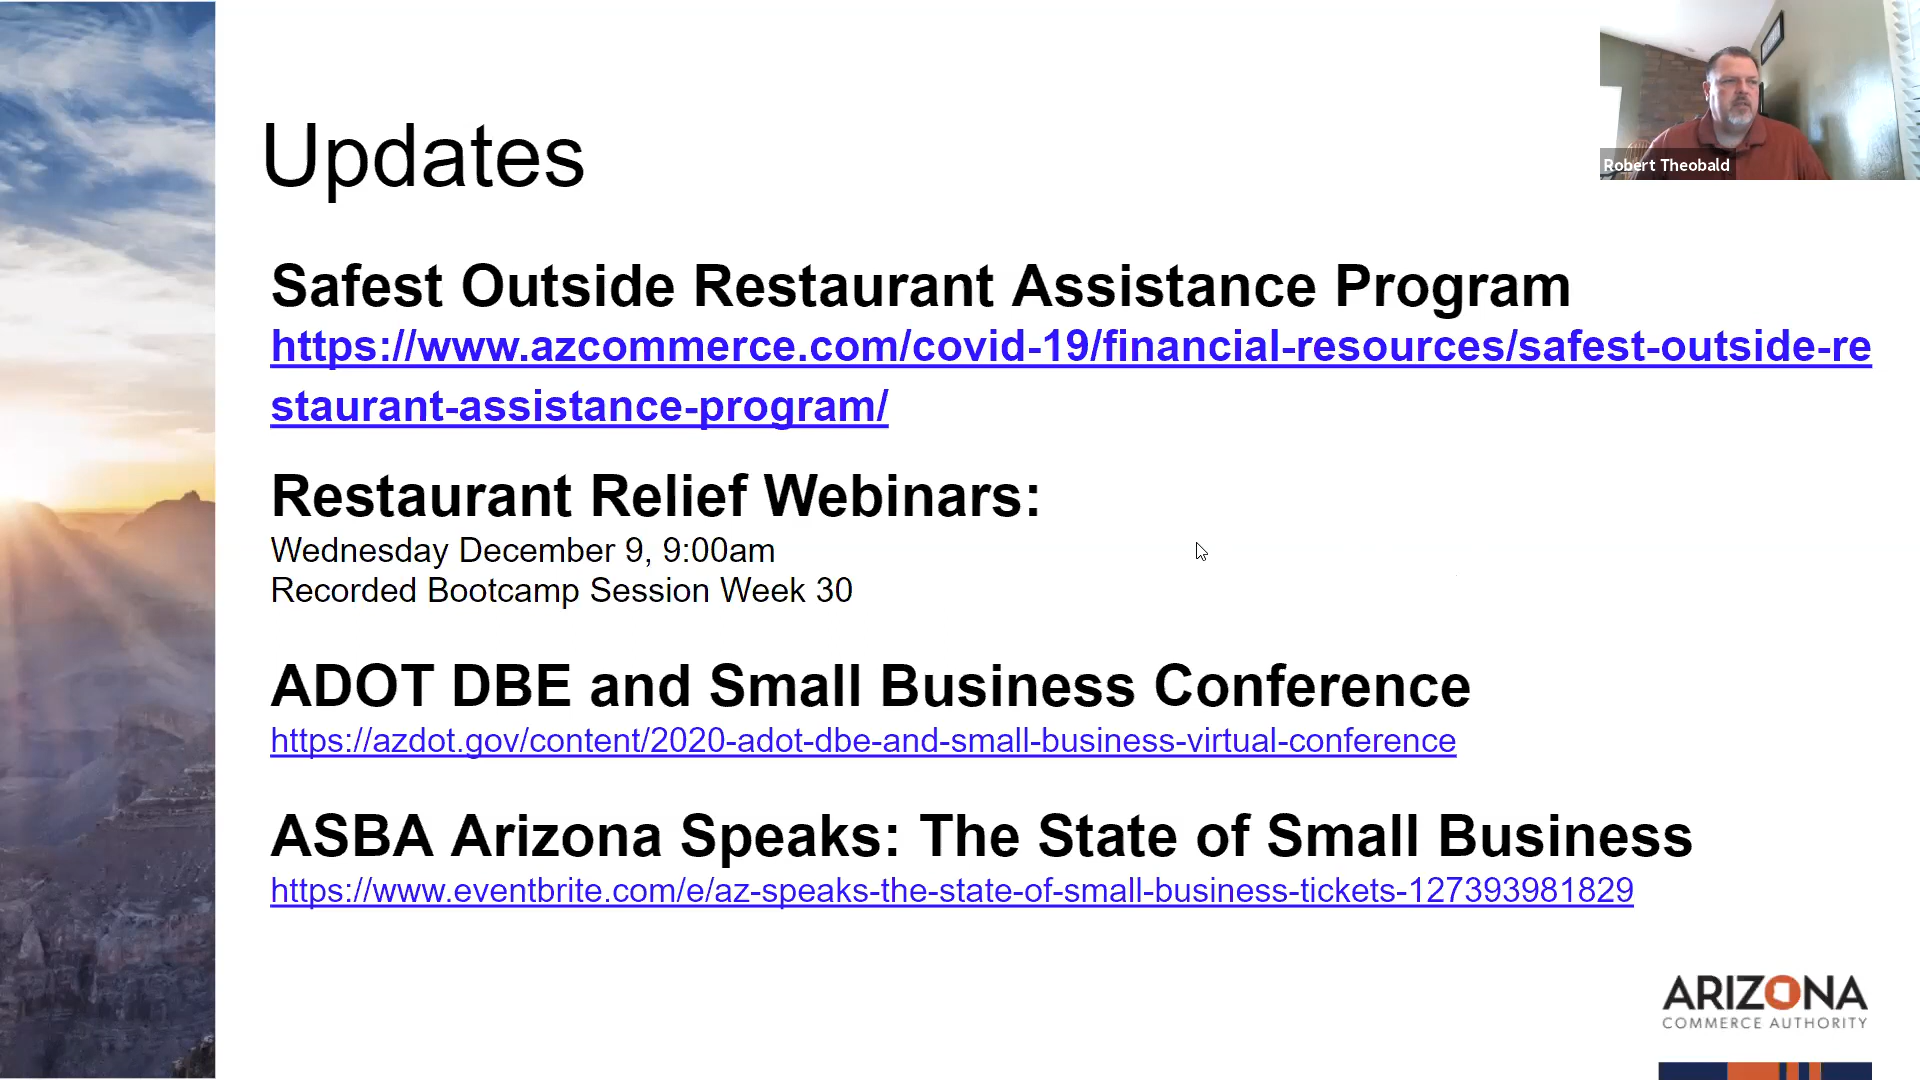 Updates
Robert Theobald
Safest Outside Restaurant Assistance Program
https://www.azcommerce.com/covid-19/financial-resources/safest-outside-re
staurant-assistance-program/
Restaurant Relief Webinars:
Wednesday December 9, 9:00am
Recorded Bootcamp Session Week 30
ADOT DBE and Small Business Conference
https://azdot.gov/content/2020-adot-dbe-and-small-business-virtual-conference
ASBA Arizona Speaks: The State of Small Business
https://www.eventbrite.com/e/az-speaks-the-state-of-small-business-tickets-127393981829
ARIZONA
COMMERCE AUTHORITY